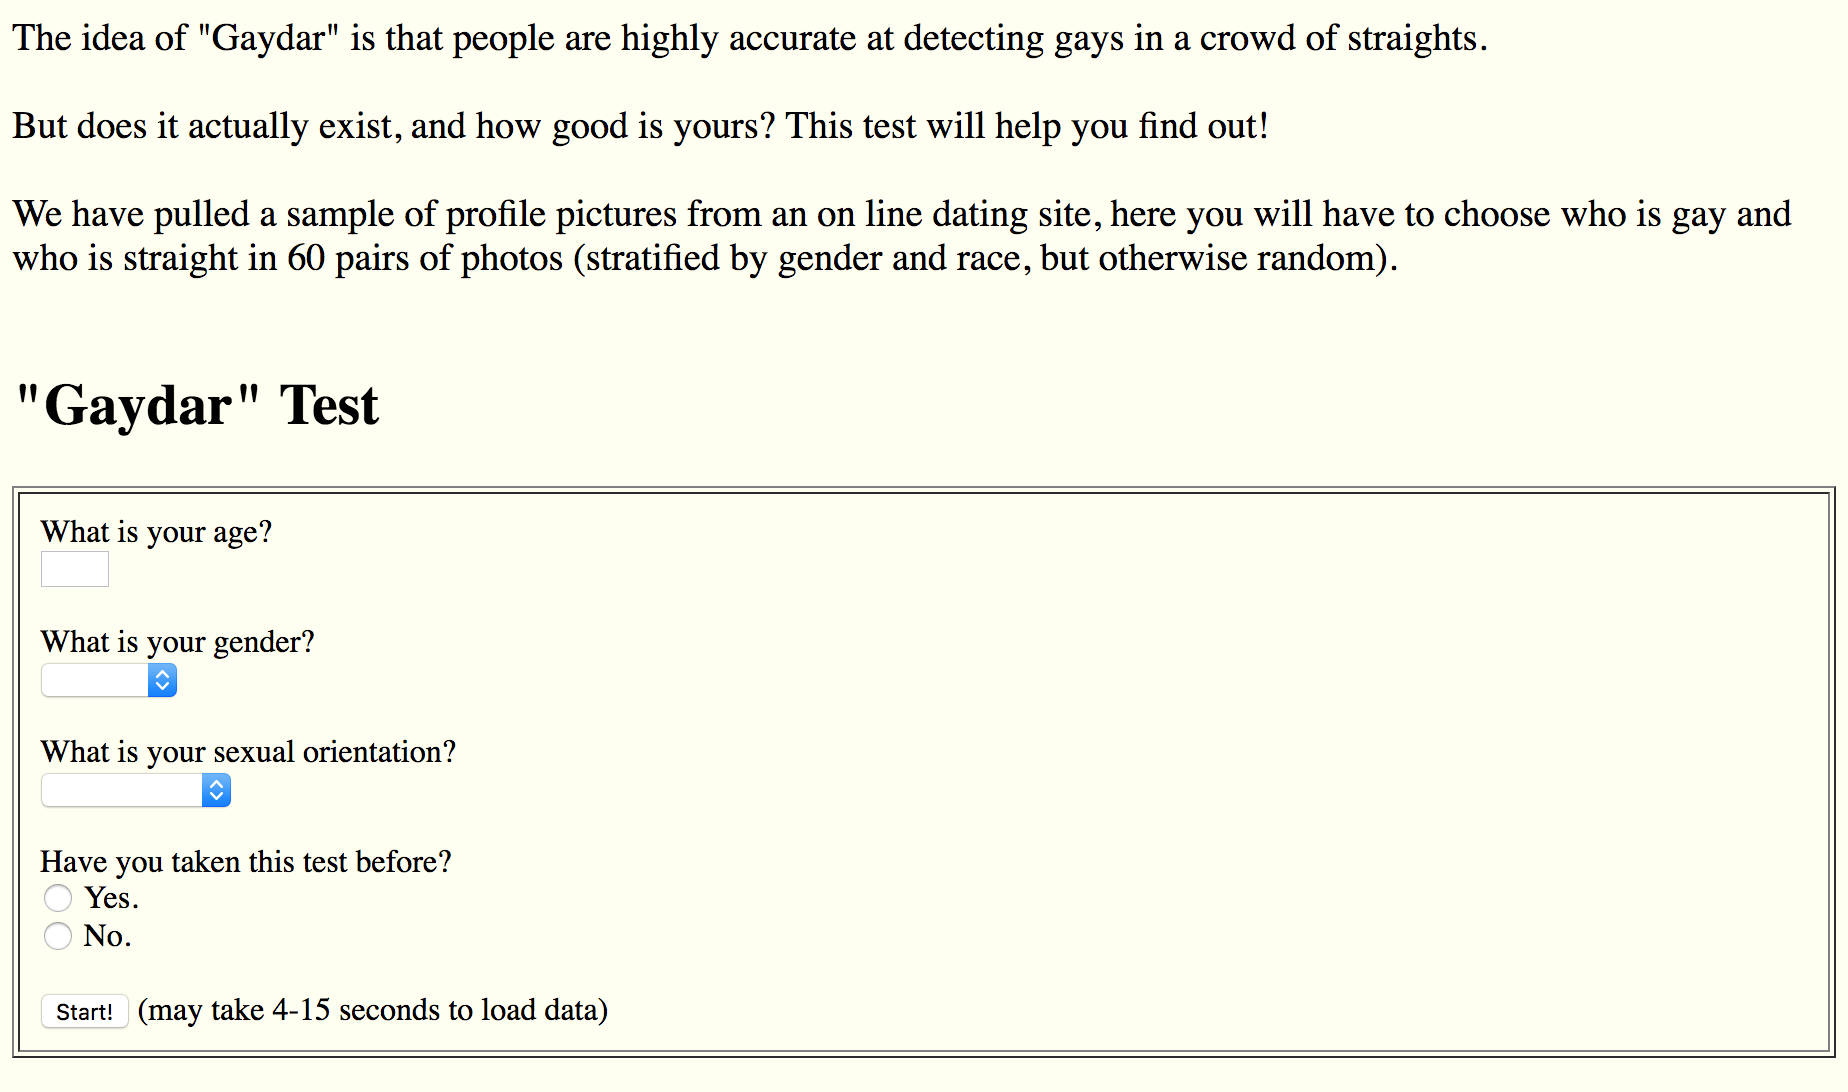 The idea of "Gaydar" is that people are highly accurate at detecting gays in a crowd of straights.
But does it actually exist, and how good is yours? This test will help you find out!
We have pulled a sample of profile pictures from an on line dating site, here you will have to choose who is gay and
who is straight in 60 pairs of photos (stratified by gender and race, but otherwise random).
"Gaydar" Test
What is your age?
What is your gender?
What is your sexual orientation?
Have you taken this test before?
Yes.
No.
Start! (may take 4-15 seconds to load data)